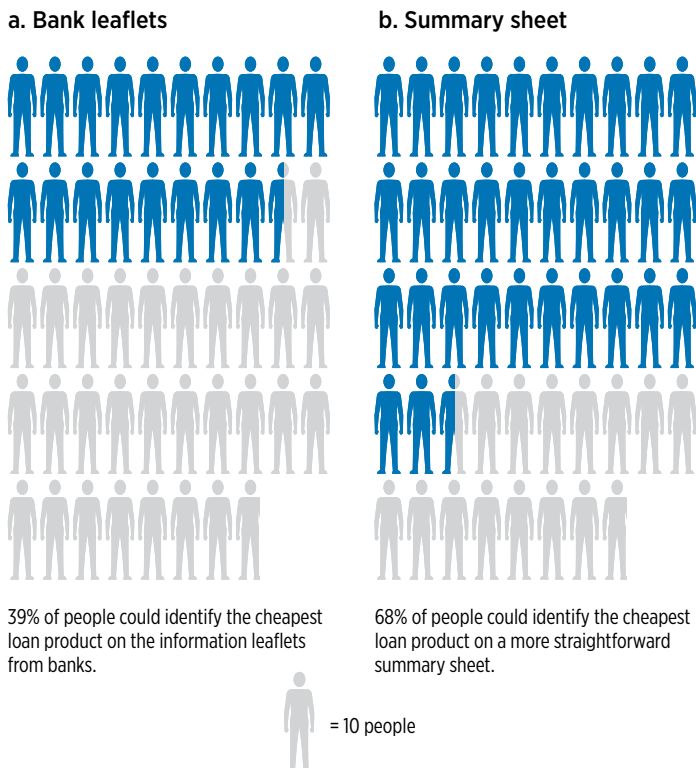 a. Bank leaflets
b. Summary sheet
39% of people could identify the cheapest
loan product on the information leaflets
from banks.
68% of people could identify the cheapest
loan product on a more straightforward
summary sheet.
= 10 people